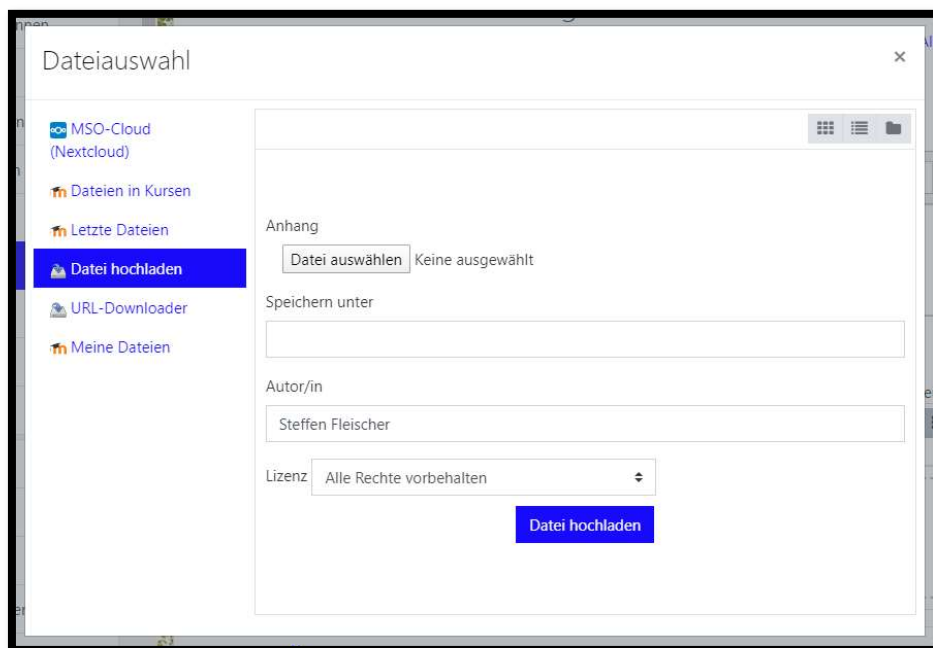 Dateiauswahl
×
MSO-Cloud
(Nextcloud)
Dateien in Kursen
Letzte Dateien
Datei hochladen
URL-Downloader
Meine Dateien
Anhang
Datei auswählen Keine ausgewählt
Speichern unter
Autor/in
Steffen Fleischer
Lizenz Alle Rechte vorbehalten
Datei hochladen